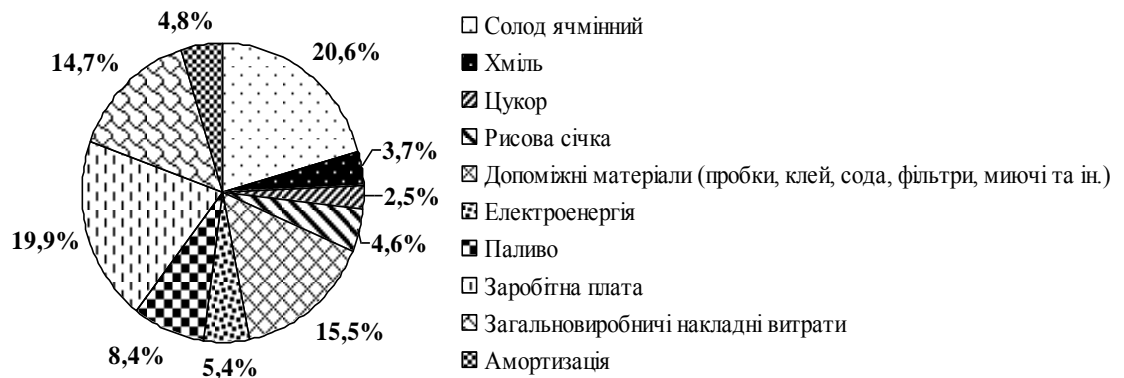 4,8%
20,6%
14,7%
3,7%
2,5%
19,9%
4,6%
15,5%
8,4%
5,4%
Солод ячмінний
Хміль
Цукор
Рисова січка
Допоміжні матеріали (пробки, клей, сода, фільтри, миючі та ін.)
Електроенергія
Паливо
Заробітна плата
Загальновиробничі накладні витрати
Амортизація